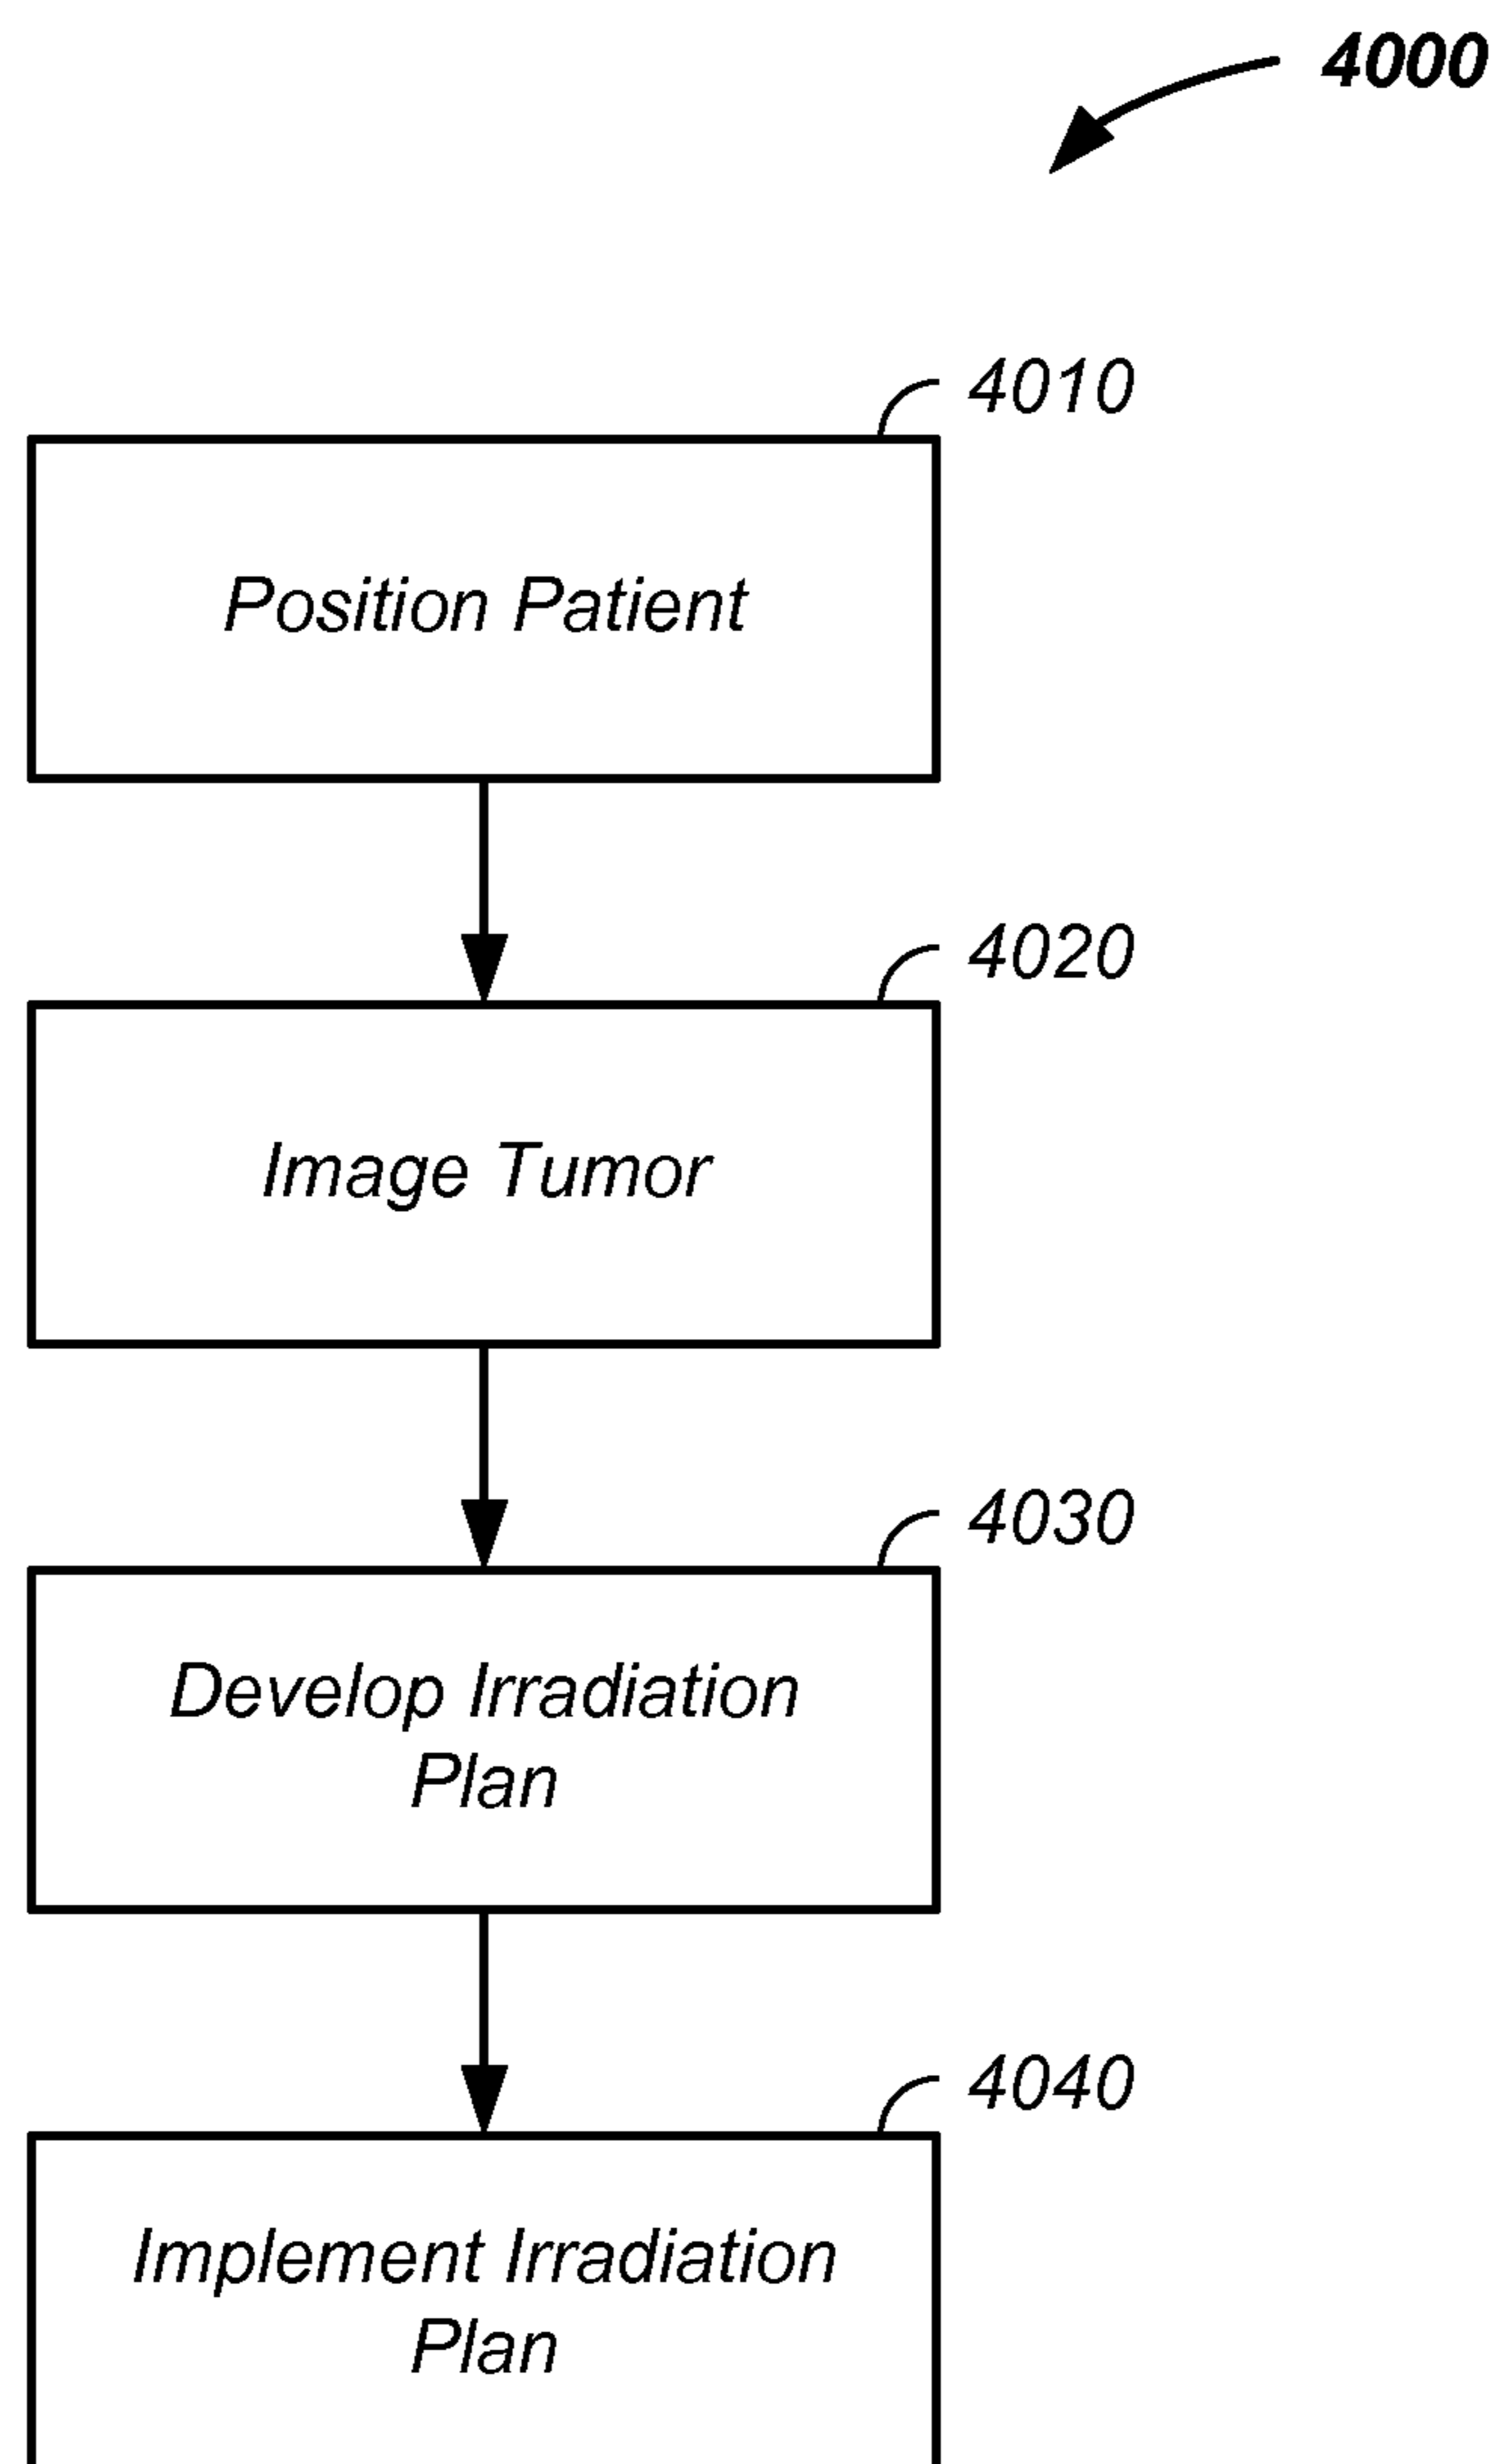 4000
4010
Position Patient
4020
Image Tumor
4030
Develop Irradiation
Plan
4040
Implement Irradiation
Plan